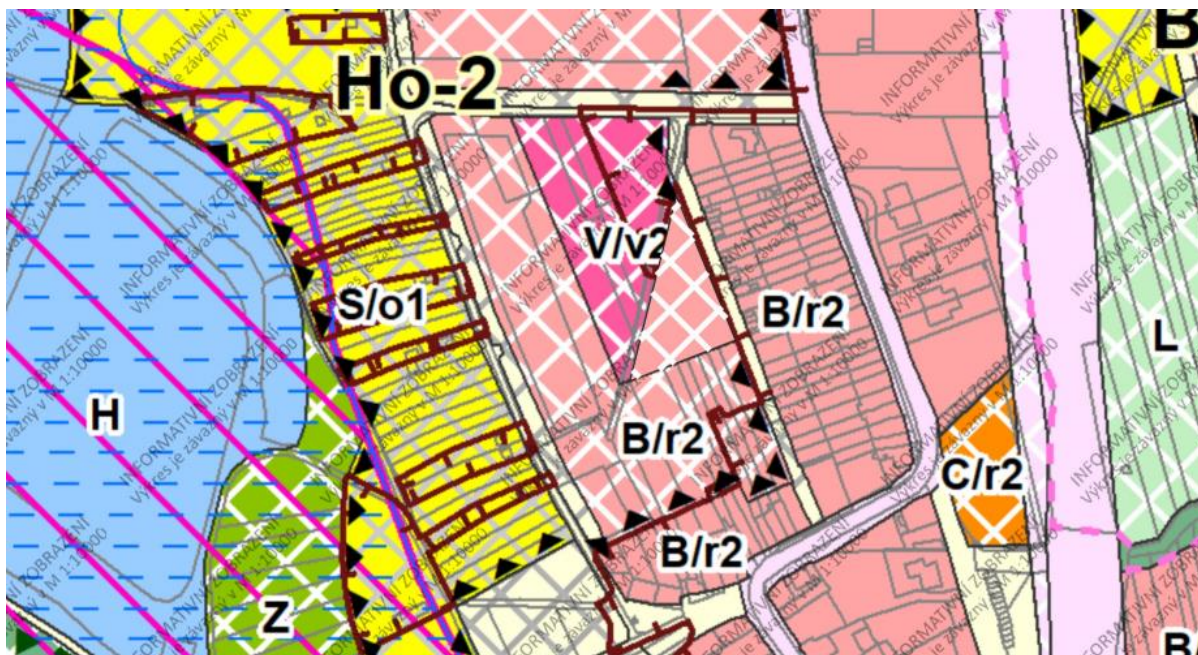 B
Ho-2
V/v2
S/o1
B/r2
L
H
B/r2
C/r2
B/r2
Z
B
INFORMATIVNÍ ZOBRAZENÍ
Výkres je závazný v M 1:10000